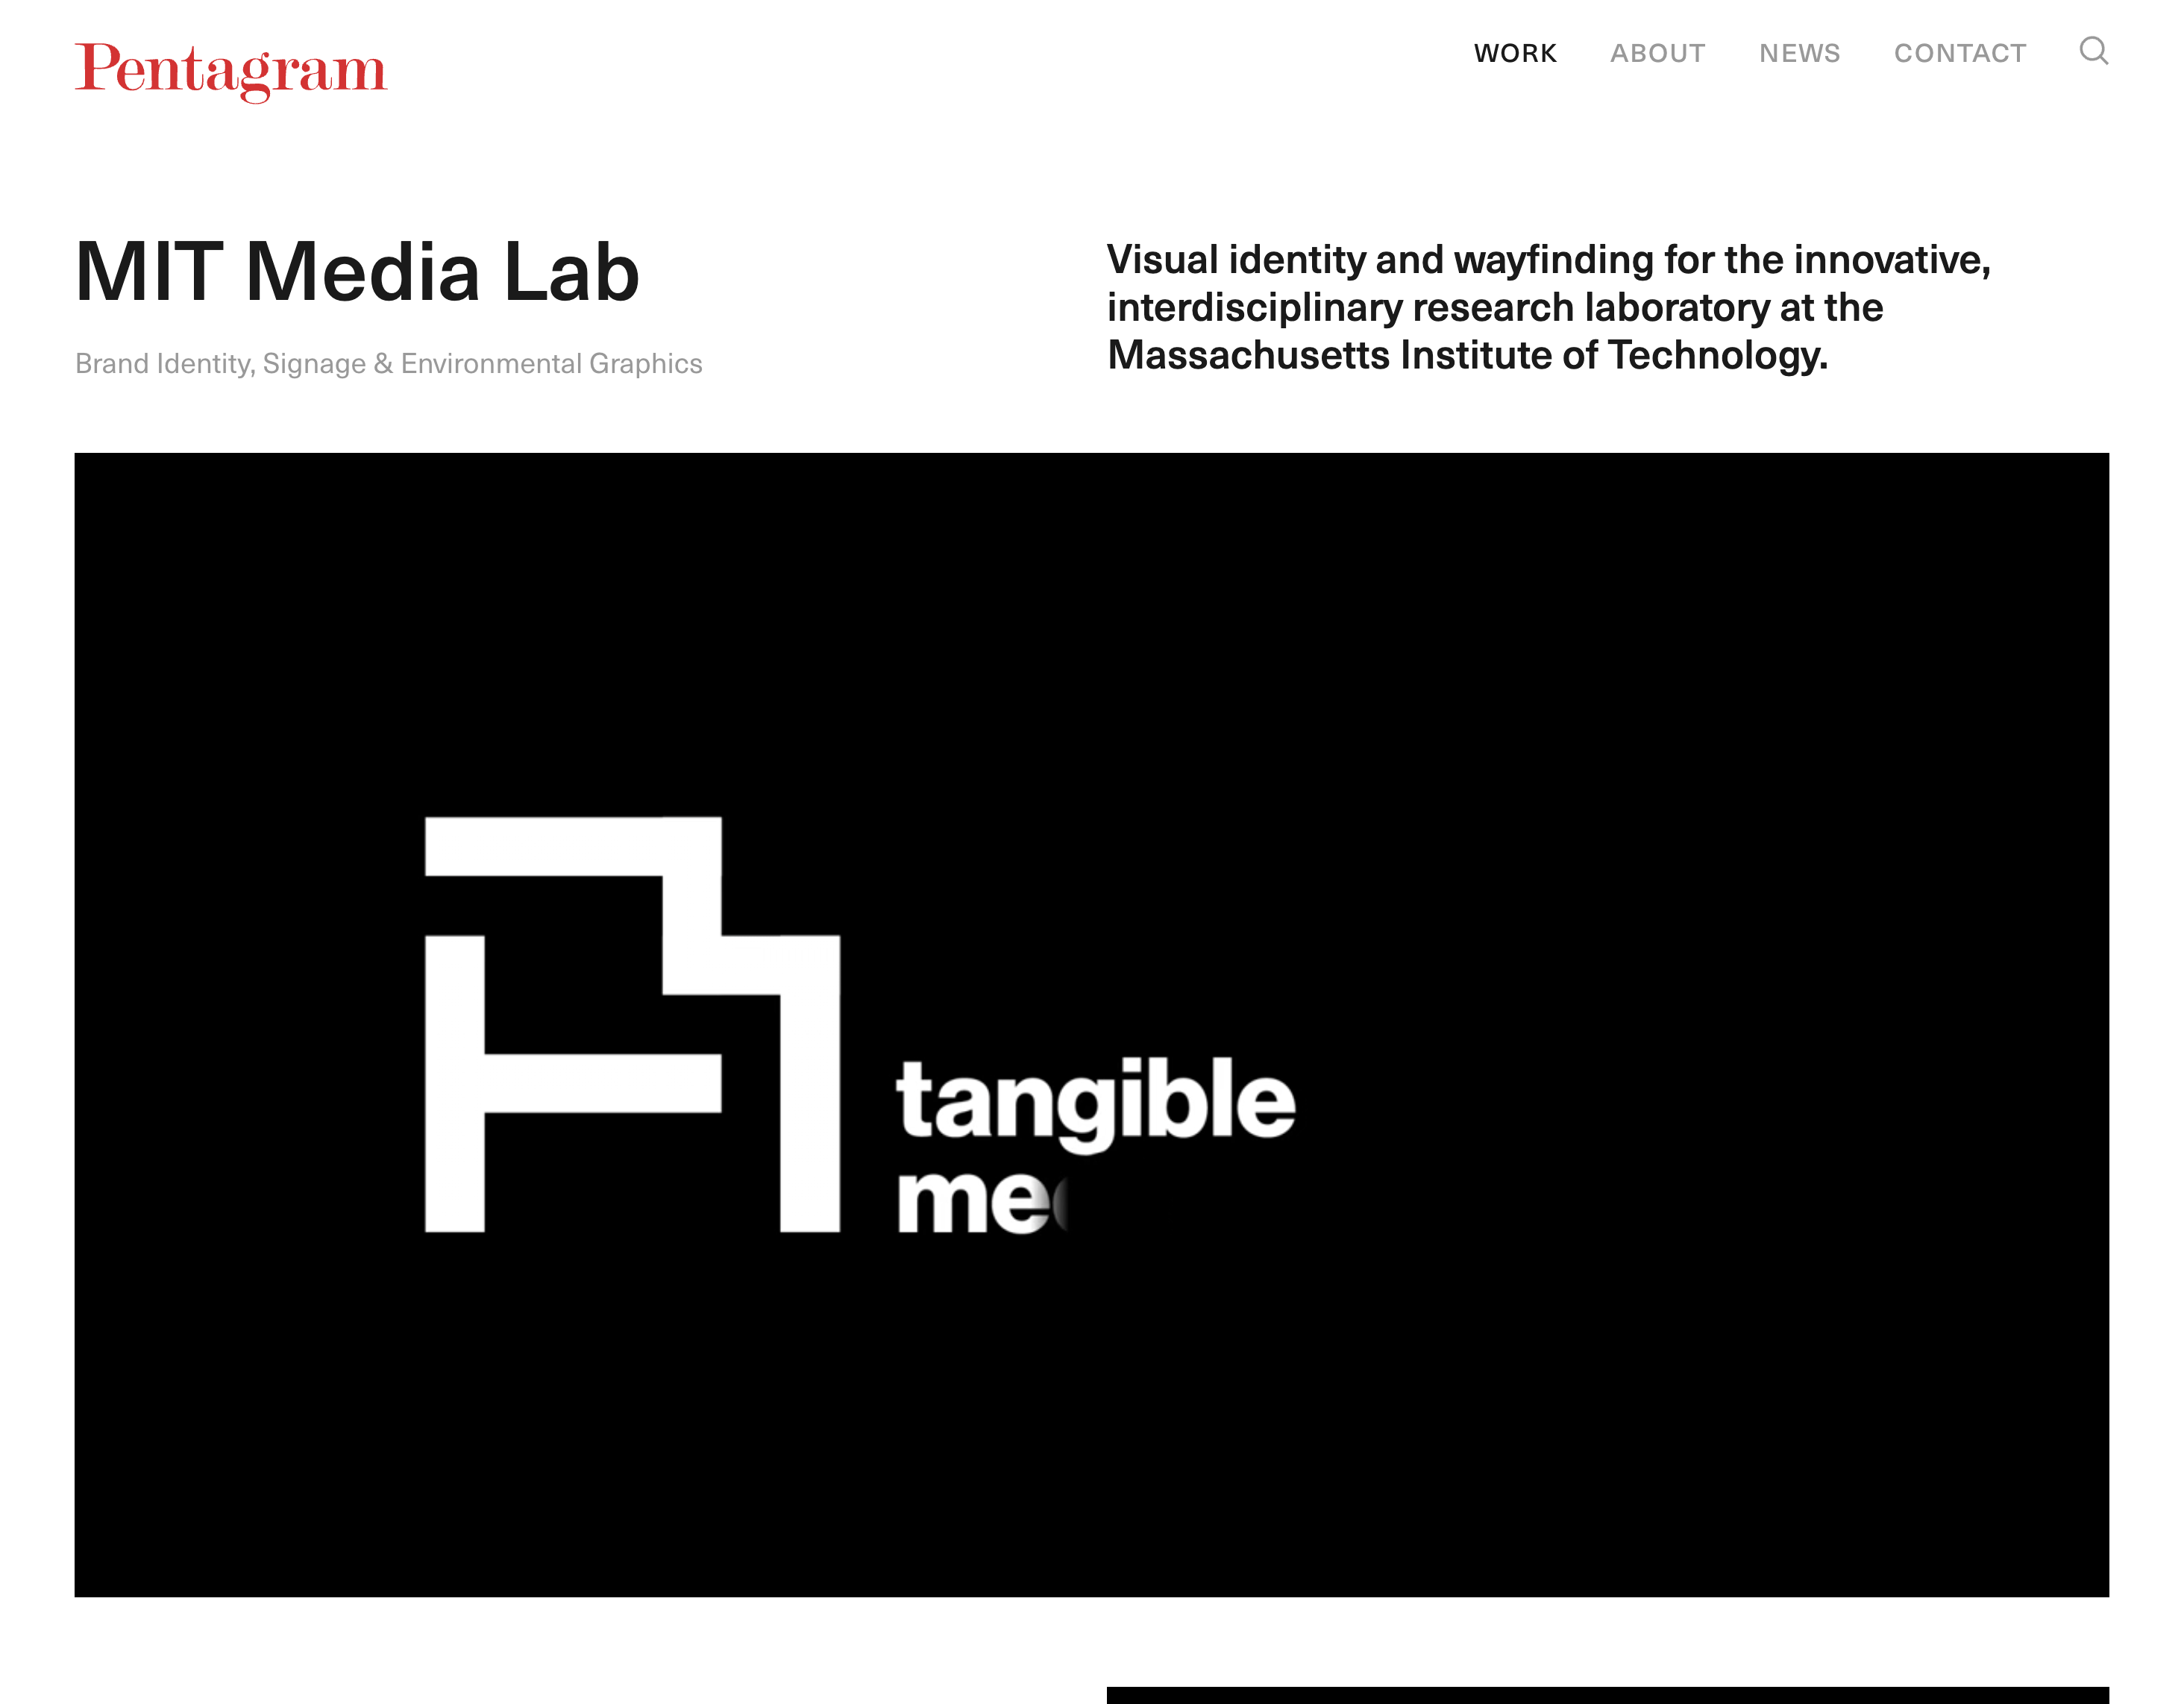 Pentagram
WORK ABOUT NEWS CONTACT
MIT Media Lab
Brand Identity, Signage & Environmental Graphics
Visual identity and wayfinding for the innovative,
interdisciplinary research laboratory at the
Massachusetts Institute of Technology.
tangible
me